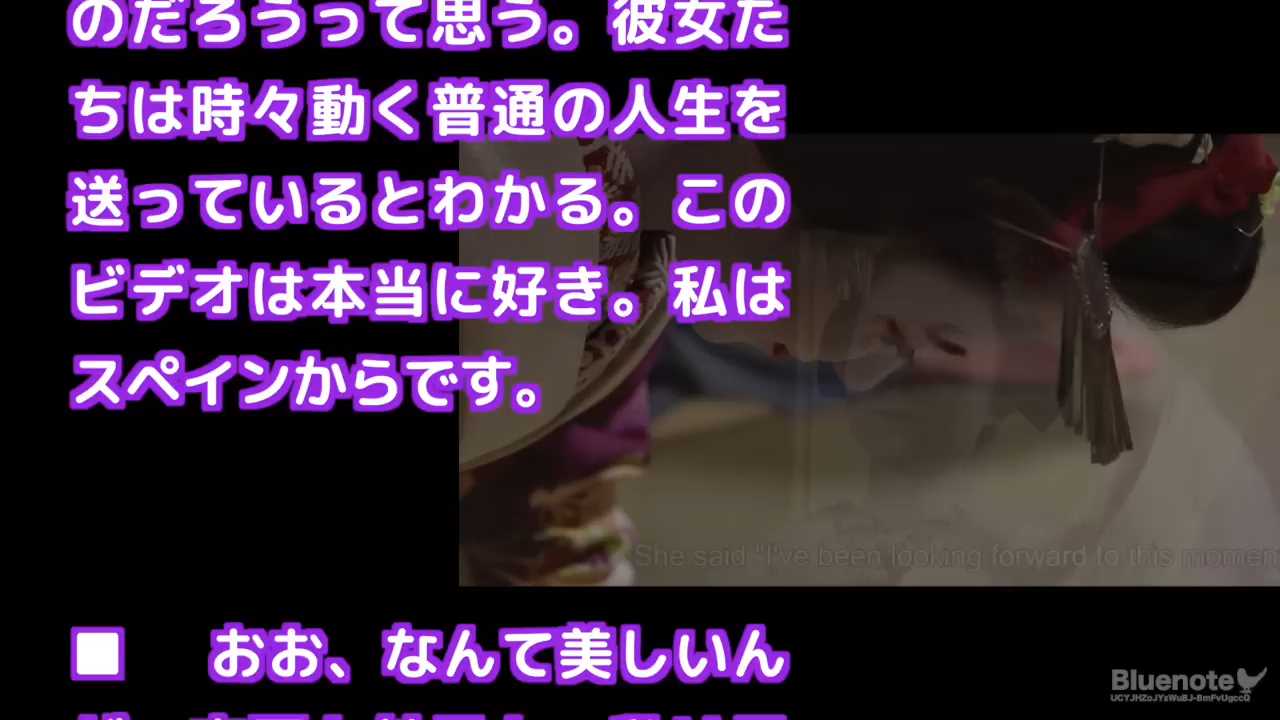 のだろうって思う。彼女た
ちは時々動く普通の人生を
送っているとわかる。この
ビデオは本当に好き。私は
スペインからです。
She said "I've been looking forward to this momen
■ おお、なんて美しいん
Bluenote
UCYJHZoJYzWuBJ-BmFvUgccQ